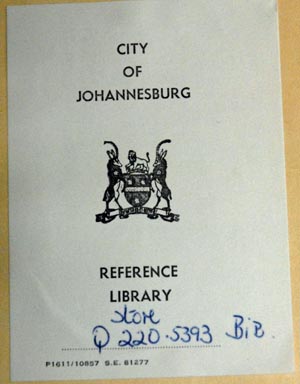 CITY
OF
JOHANNESBURG
REFERENCE
LIBRARY
Store
Q 220.5393 BiB.
P1611/10857 S.E. 81277